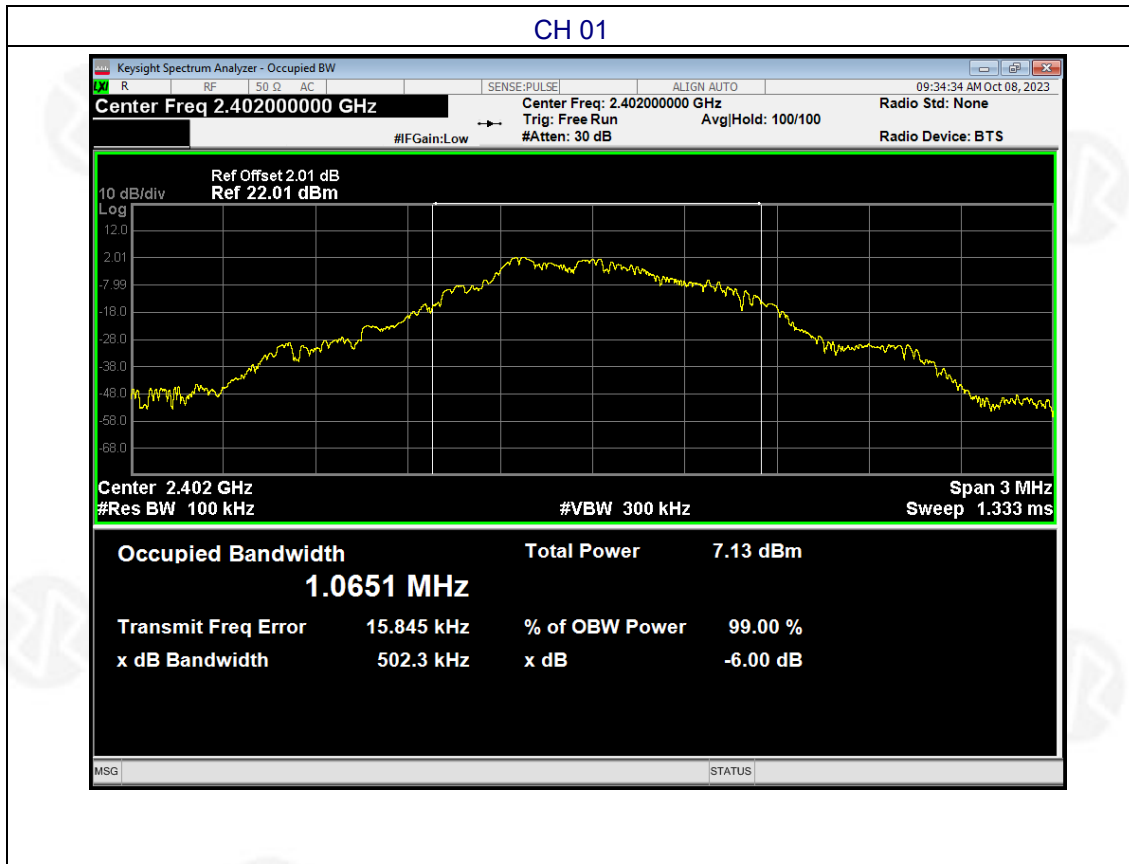 CH 01
Keysight Spectrum Analyzer - Occupied BW
LXI R RF 50 Ω AC SENSE:PULSE ALIGN AUTO 09:34:34 AM Oct 08, 2023
Center Freq 2.402000000 GHz Center Freq: 2.402000000 GHz Radio Std: None
Trig: Free Run Avg|Hold: 100/100
#IFGain:Low #Atten: 30 dB Radio Device: BTS
Ref Offset 2.01 dB
10 dB/div Ref 22.01 dBm
Log
12.0
2.01
-7.99
-18.0
-28.0
-38.0
-48.0
-58.0
-68.0
Center 2.402 GHz Span 3 MHz
#Res BW 100 kHz #VBW 300 kHz Sweep 1.333 ms
Occupied Bandwidth Total Power 7.13 dBm
1.0651 MHz
Transmit Freq Error 15.845 kHz % of OBW Power 99.00 %
x dB Bandwidth 502.3 kHz x dB -6.00 dB
MSG STATUS